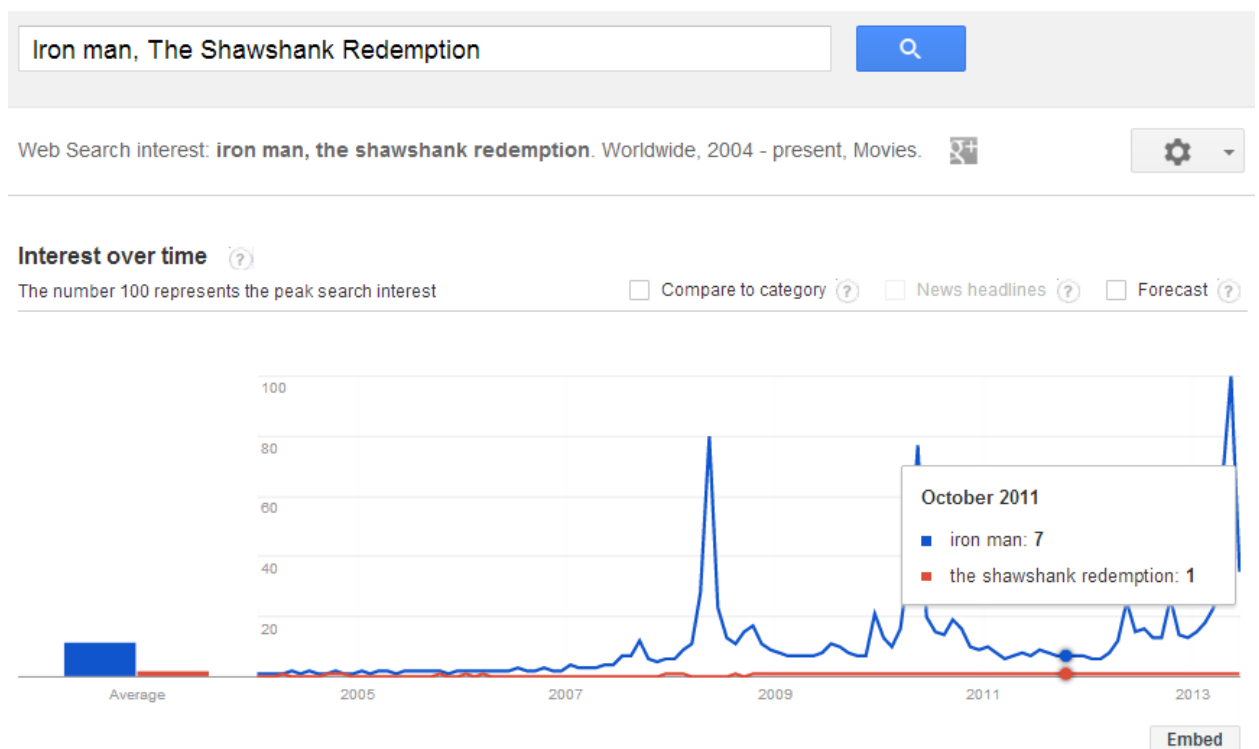 Iron man, The Shawshank Redemption
Web Search interest: iron man, the shawshank redemption. Worldwide, 2004 - present, Movies.
g+
Interest over time ?
The number 100 represents the peak search interest
Compare to category ? News headlines ? Forecast ?
100
80
60
40
20
October 2011
iron man: 7
the shawshank redemption: 1
Average 2005 2007 2009 2011 2013
Embed